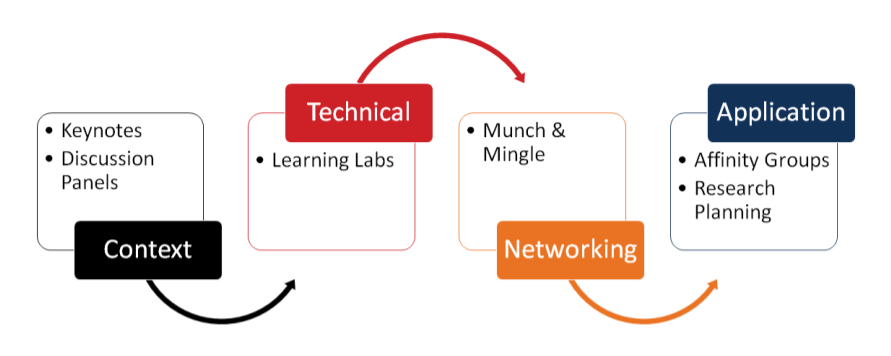 • Keynotes
• Discussion
Panels
Context
Technical
• Learning Labs
• Munch &
Mingle
Networking
Application
• Affinity Groups
• Research
Planning